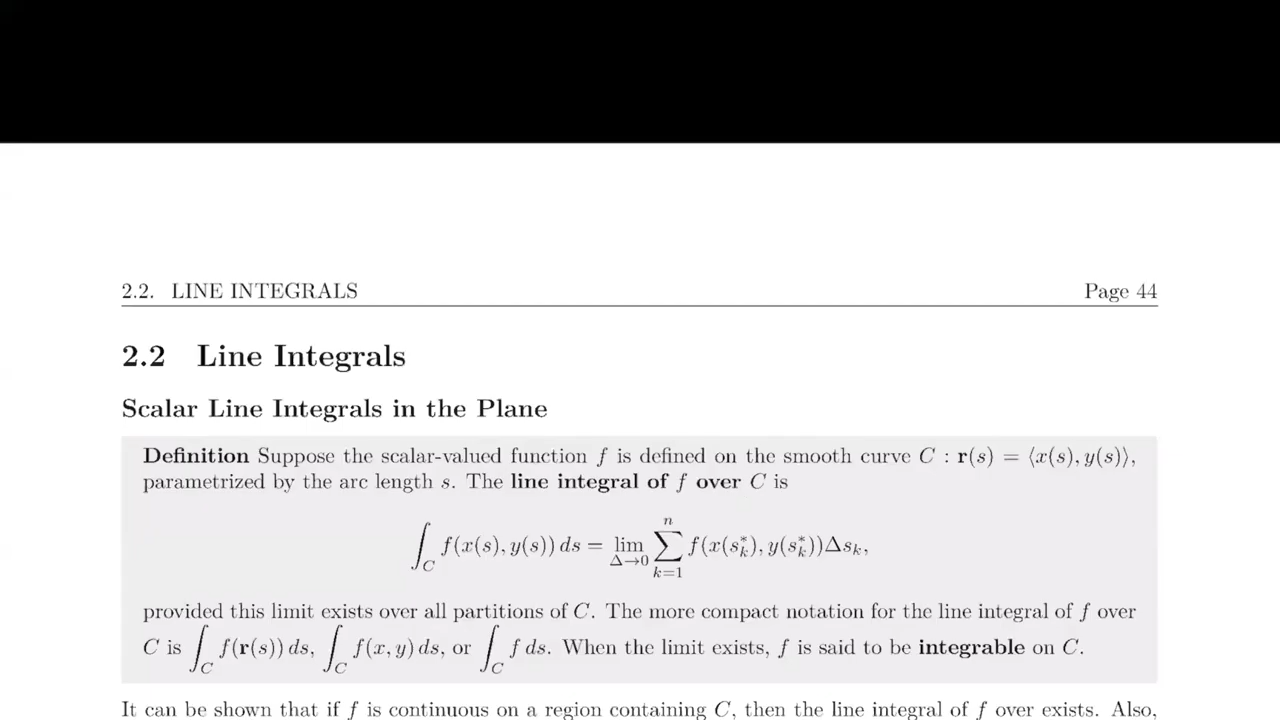 2.2. LINE INTEGRALS Page 44
2.2 Line Integrals
Scalar Line Integrals in the Plane
Definition Suppose the scalar-valued function f is defined on the smooth curve C : r(s) = ⟨x(s), y(s)⟩,
parametrized by the arc length s. The line integral of f over C is
∫_C f(x(s), y(s)) ds = lim_{Δ→0} ∑_{k=1}^{n} f(x(s_k^*), y(s_k^*))Δs_k,
provided this limit exists over all partitions of C. The more compact notation for the line integral of f over
C is ∫_C f(r(s)) ds, ∫_C f(x, y) ds, or ∫_C f ds. When the limit exists, f is said to be integrable on C.
It can be shown that if f is continuous on a region containing C, then the line integral of f over exists. Also,